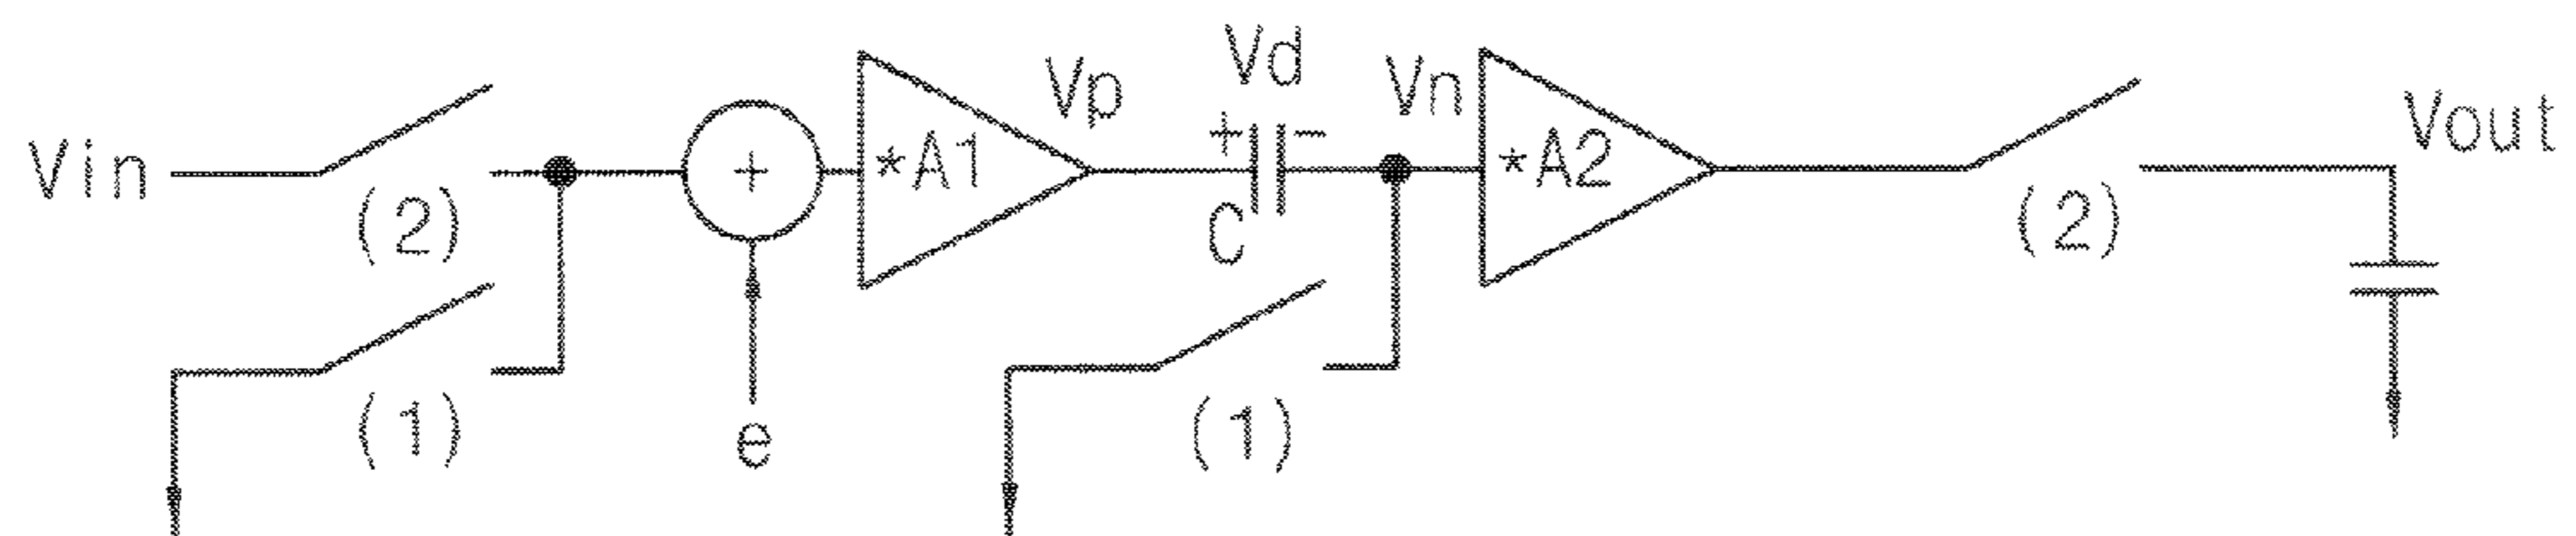 Vin
(2)
(1)
+
e
*A1
Vp
Vd
+ -
C
Vn
(1)
*A2
(2)
Vout